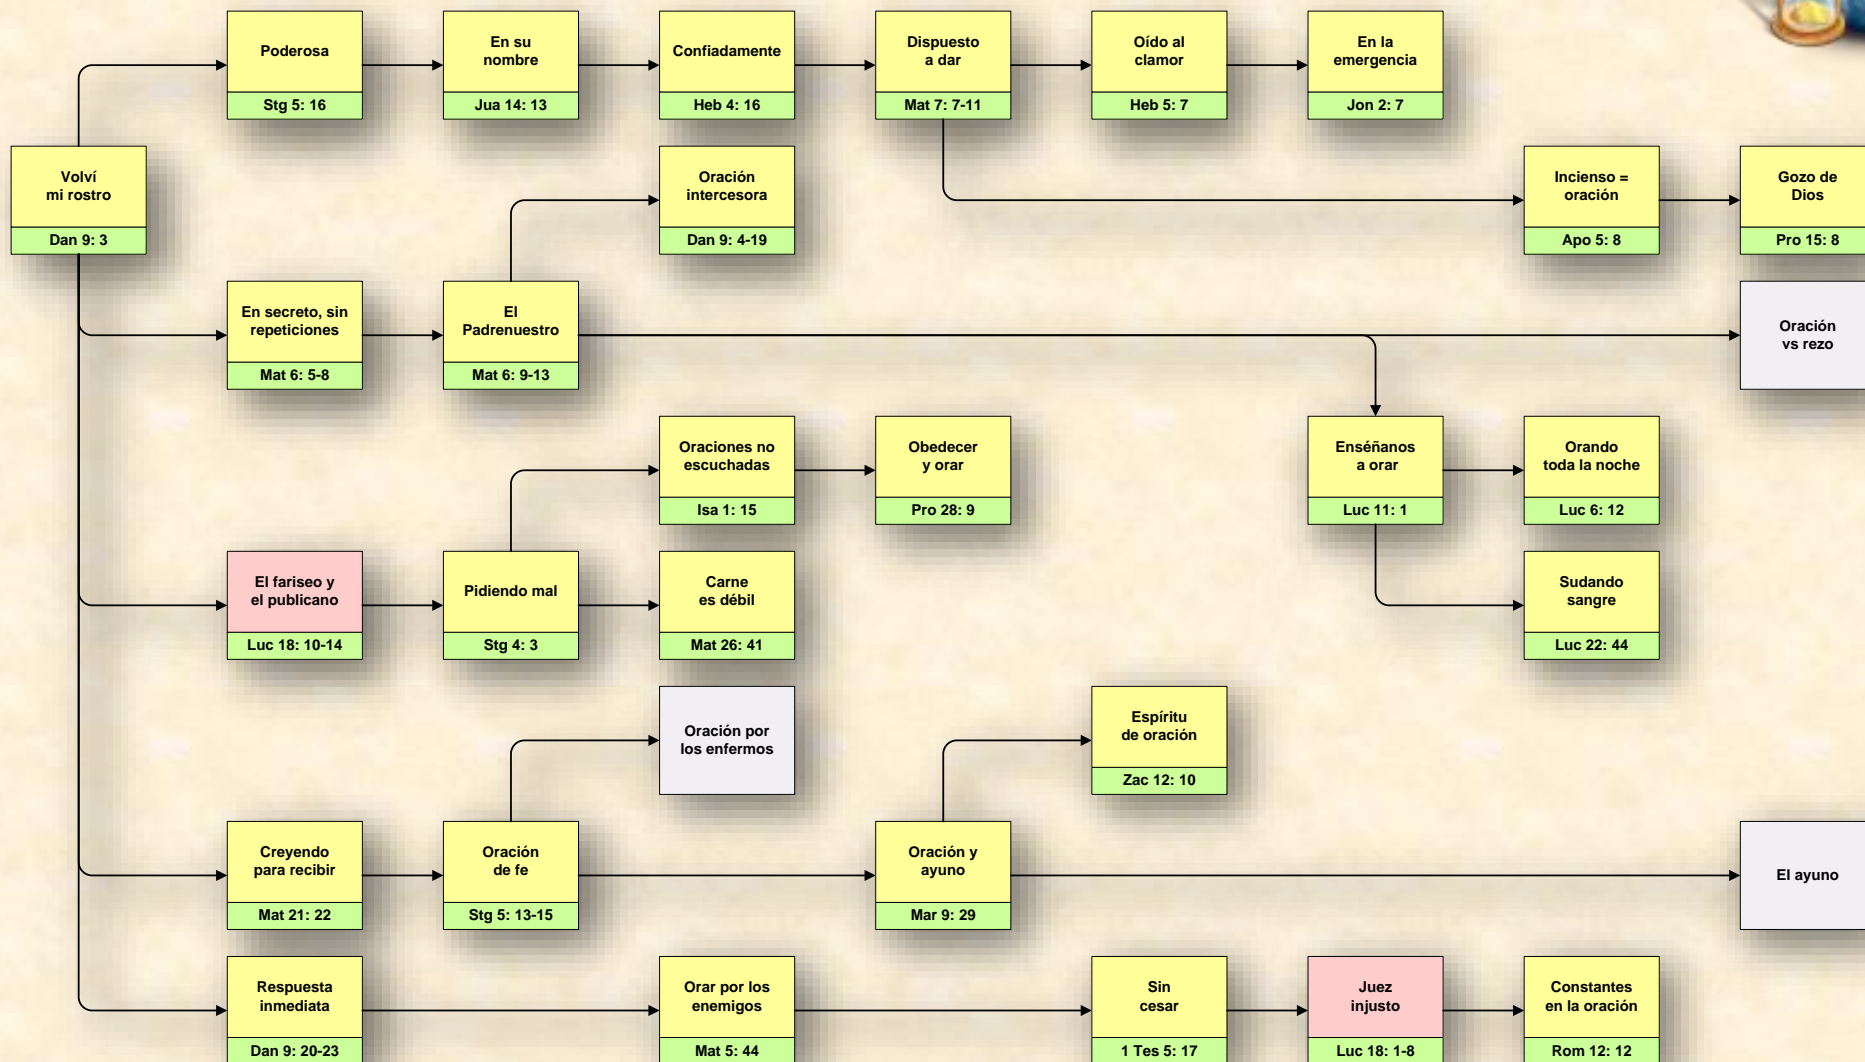 Poderosa
Stg 5: 16
En su
nombre
Jua 14: 13
Confiadamente
Heb 4: 16
Dispuesto
a dar
Mat 7: 7-11
Oído al
clamor
Heb 5: 7
En la
emergencia
Jon 2: 7
Volví
mi rostro
Dan 9: 3
Oración
intercesora
Dan 9: 4-19
Incienso =
oración
Apo 5: 8
Gozo de
Dios
Pro 15: 8
En secreto, sin
repeticiones
Mat 6: 5-8
El
Padrenuestro
Mat 6: 9-13
Oración
vs rezo
Oraciones no
escuchadas
Isa 1: 15
Obedecer
y orar
Pro 28: 9
Enséñanos
a orar
Luc 11: 1
Orando
toda la noche
Luc 6: 12
El fariseo y
el publicano
Luc 18: 10-14
Pidiendo mal
Stg 4: 3
Carne
es débil
Mat 26: 41
Sudando
sangre
Luc 22: 44
Oración por
los enfermos
Espíritu
de oración
Zac 12: 10
Creyendo
para recibir
Mat 21: 22
Oración
de fe
Stg 5: 13-15
Oración y
ayuno
Mar 9: 29
El ayuno
Respuesta
inmediata
Dan 9: 20-23
Orar por los
enemigos
Mat 5: 44
Sin
cesar
1 Tes 5: 17
Juez
injusto
Luc 18: 1-8
Constantes
en la oración
Rom 12: 12